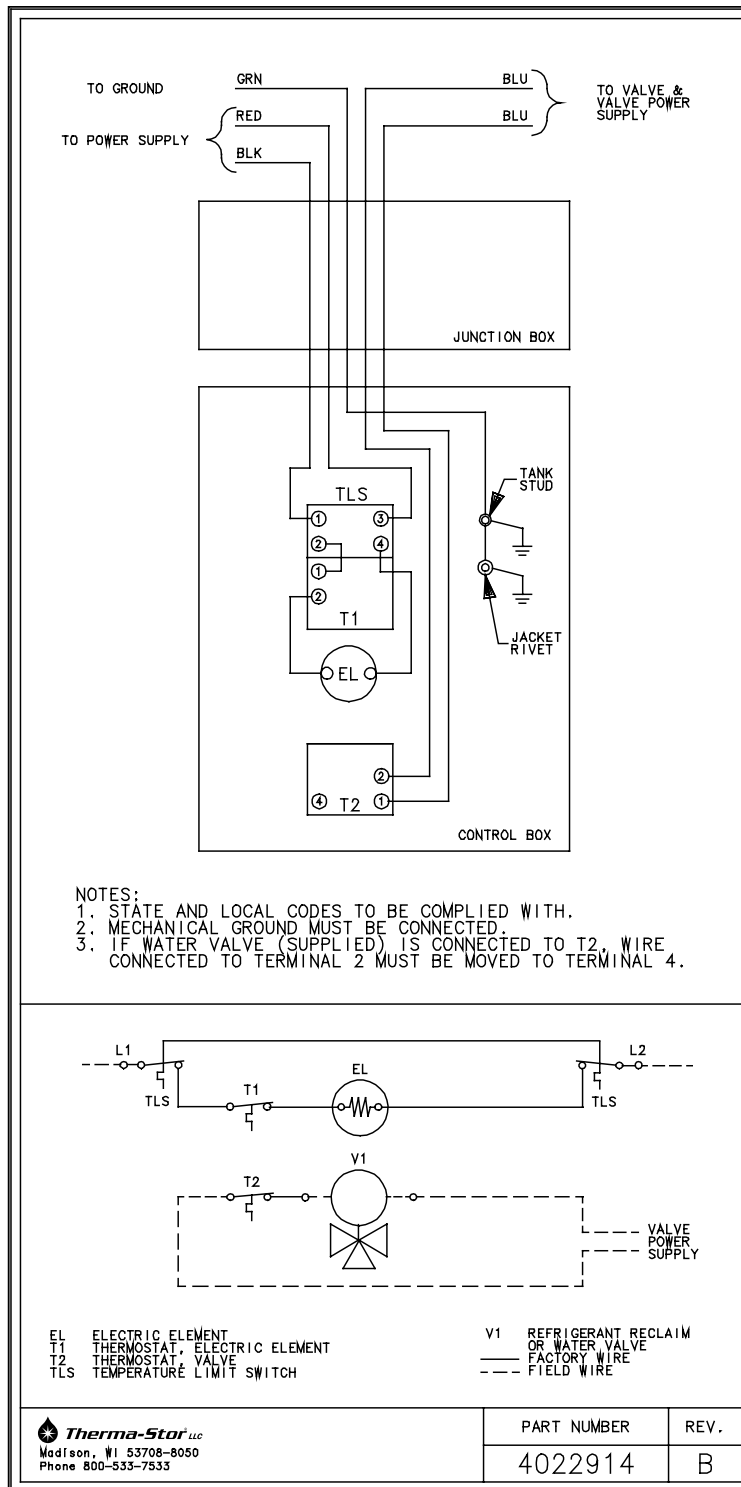 TO GROUND
GRN
BLU
TO VALVE &
VALVE POWER
SUPPLY
RED
BLU
TO POWER SUPPLY
BLK
JUNCTION BOX
TANK
STUD
TLS
1
3
2
4
1
2
T1
JACKET
RIVET
EL
2
4
T2
1
CONTROL BOX
NOTES:
1. STATE AND LOCAL CODES TO BE COMPLIED WITH.
2. MECHANICAL GROUND MUST BE CONNECTED.
3. IF WATER VALVE (SUPPLIED) IS CONNECTED TO T2, WIRE
CONNECTED TO TERMINAL 2 MUST BE MOVED TO TERMINAL 4.
L1
L2
EL
TLS
T1
TLS
V1
T2
VALVE
POWER
SUPPLY
EL ELECTRIC ELEMENT
T1 THERMOSTAT, ELECTRIC ELEMENT
T2 THERMOSTAT, VALVE
TLS TEMPERATURE LIMIT SWITCH
V1 REFRIGERANT RECLAIM
OR WATER VALVE
FACTORY WIRE
FIELD WIRE
Therma-Stor LLC
Madison, WI 53708-8050
Phone 800-533-7533
PART NUMBER
REV.
4022914
B